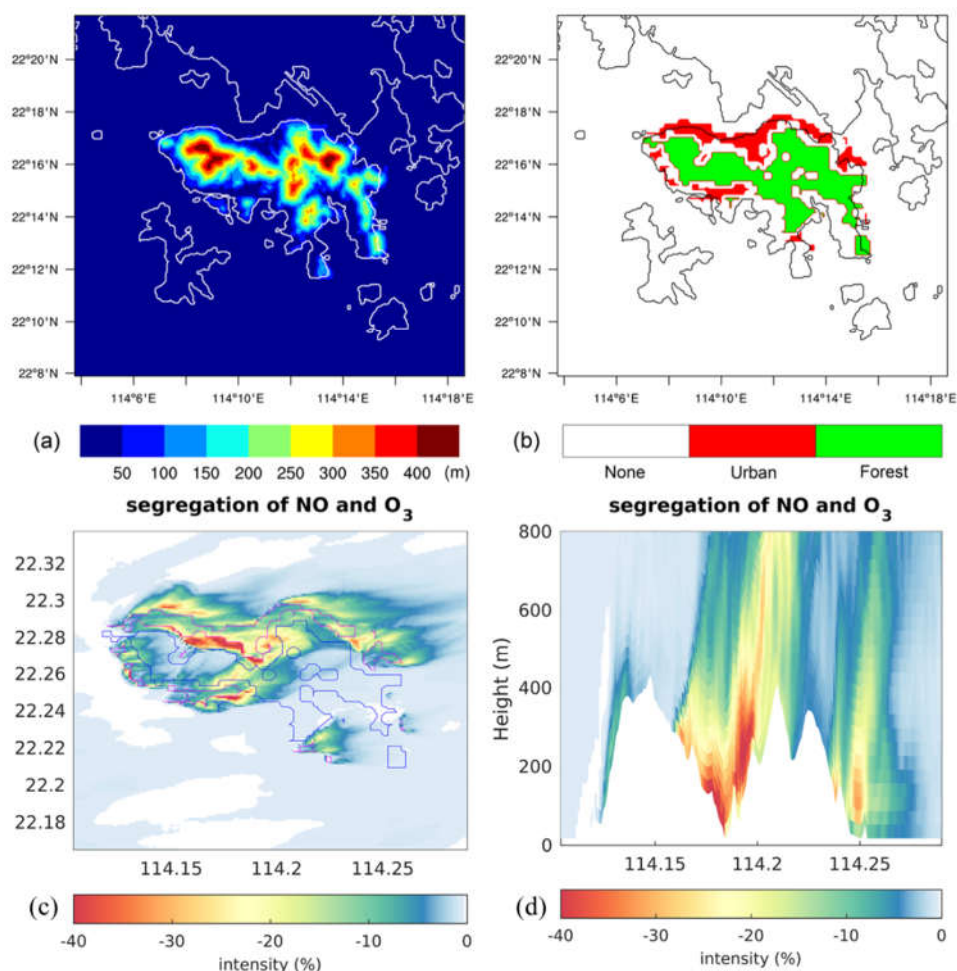 22°20'N
22°18'N
22°16'N
22°14'N
22°12'N
22°10'N
22°8'N
114°6'E 114°10'E 114°14'E 114°18'E
(a)
50 100 150 200 250 300 350 400 (m)
22°20'N
22°18'N
22°16'N
22°14'N
22°12'N
22°10'N
22°8'N
114°6'E 114°10'E 114°14'E 114°18'E
(b)
None Urban Forest
segregation of NO and O3
22.32
22.3
22.28
22.26
22.24
22.22
22.18
114.15 114.2 114.25
(c)
-40 -30 -20 -10 0
intensity (%)
segregation of NO and O3
Height (m)
800
600
400
200
0
114.15 114.2 114.25
(d)
-40 -30 -20 -10 0
intensity (%)